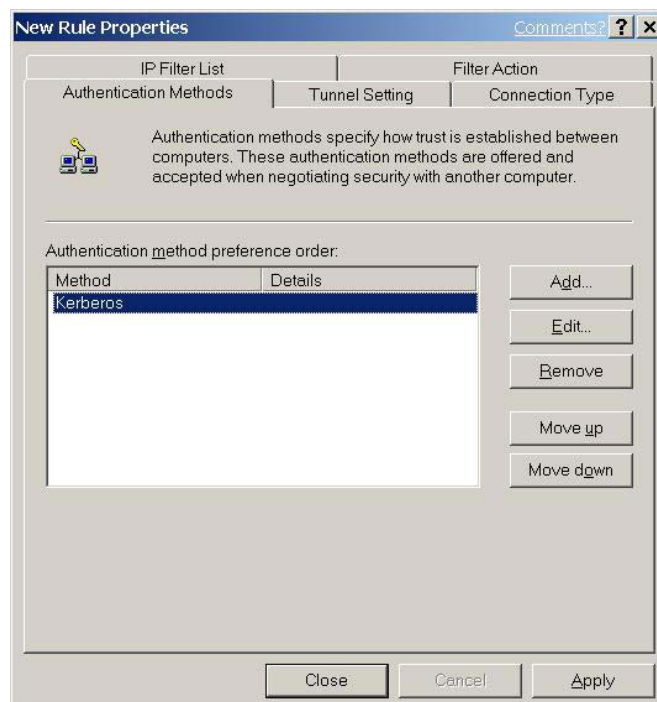 New Rule Properties Comments? ? ×
IP Filter List Filter Action
Authentication Methods Tunnel Setting Connection Type
Authentication methods specify how trust is established between
computers. These authentication methods are offered and
accepted when negotiating security with another computer.
Authentication method preference order:
Method Details
Kerberos
Add...
Edit...
Remove
Move up
Move down
Close Cancel Apply